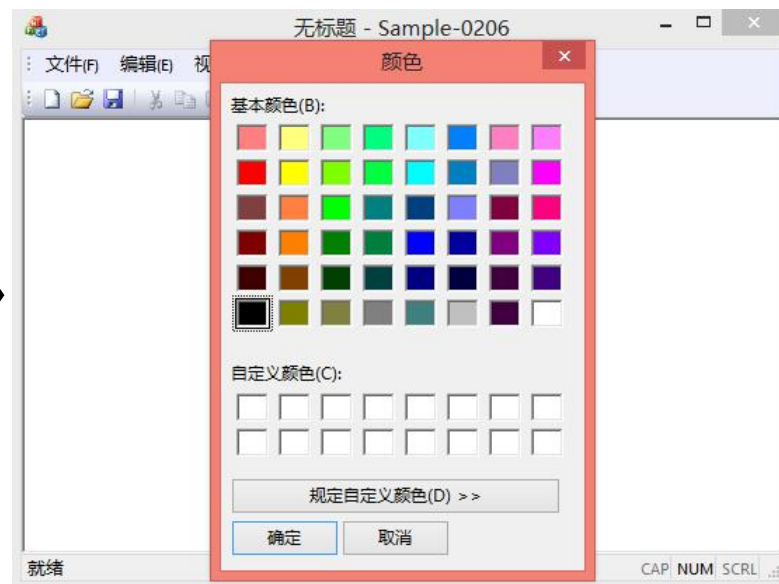 无标题 - Sample-0206
颜色
文件(F) 编辑(E) 视
基本颜色(B):
自定义颜色(C):
规定自定义颜色(D) >>
确定 取消
就绪 CAP NUM SCRL